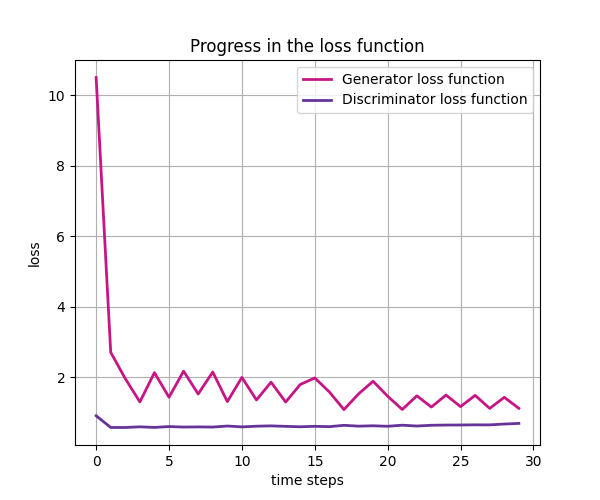 Progress in the loss function
Generator loss function
Discriminator loss function
10
8
6
4
2
loss
0 5 10 15 20 25 30
time steps